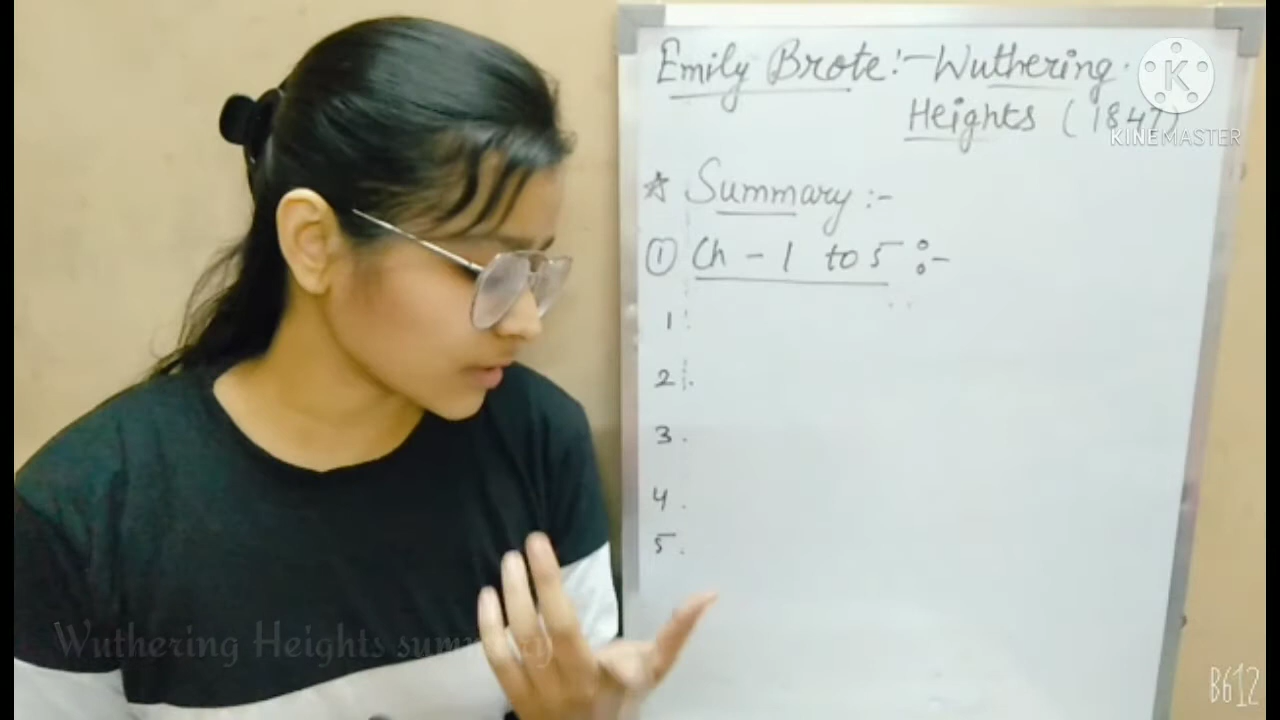 Emily Brote :- Wuthering
Heights (1847)
☆ Summary :-
① Ch - 1 to 5 :-
1.
2.
3.
4.
5.
K
KINEMASTER
Wuthering Heights summary
B612